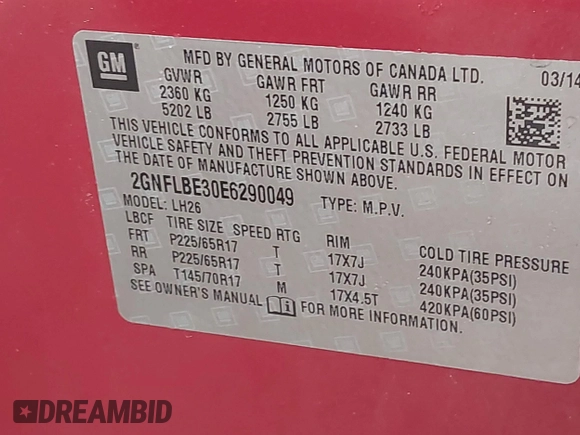 GM
MFD BY GENERAL MOTORS OF CANADA LTD. 03/14
GVWR GAWR FRT GAWR RR
2360 KG 1250 KG 1240 KG
5202 LB 2755 LB 2733 LB
THIS VEHICLE CONFORMS TO ALL APPLICABLE U.S. FEDERAL MOTOR
VEHICLE SAFETY AND THEFT PREVENTION STANDARDS IN EFFECT ON
THE DATE OF MANUFACTURE SHOWN ABOVE.
2GNFLBE30E6290049 TYPE: M.P.V.
MODEL: LH26
LBCF TIRE SIZE SPEED RTG RIM COLD TIRE PRESSURE
FRT P225/65R17 T 17X7J 240KPA(35PSI)
RR P225/65R17 T 17X7J 240KPA(35PSI)
SPA T145/70R17 M 17X4.5T 420KPA(60PSI)
SEE OWNER'S MANUAL FOR MORE INFORMATION.
DREAMBID